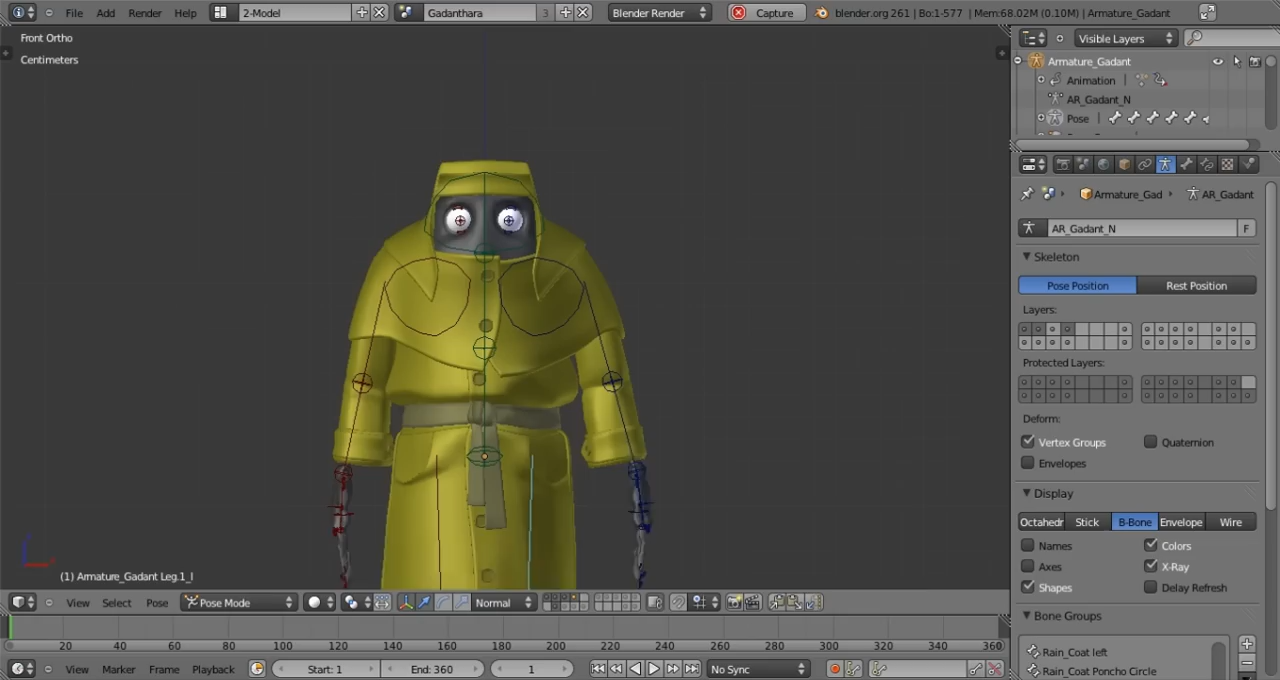 File Add Render Help 2-Model Gadanthara 3 Blender Render Capture blender.org 261 | Bo:1-577 | Mem:68.02M (0.10M) | Armature_Gadant
Front Ortho
Centimeters
(1) Armature_Gadant Leg.1_l
View Select Pose Pose Mode Normal
20 40 60 80 100 120 140 160 180 200 220 240 260 280 300 320 340 360
View Marker Frame Playback Start: 1 End: 360 1 No Sync
Visible Layers
Armature_Gadant
Animation |
AR_Gadant_N
Pose |
Armature_Gad AR_Gadant
AR_Gadant_N F
Skeleton
Pose Position Rest Position
Layers:
Protected Layers:
Deform:
Vertex Groups Quaternion
Envelopes
Display
Octahedr Stick B-Bone Envelope Wire
Names Colors
Axes X-Ray
Shapes Delay Refresh
Bone Groups
Rain_Coat left
Rain_Coat Poncho Circle